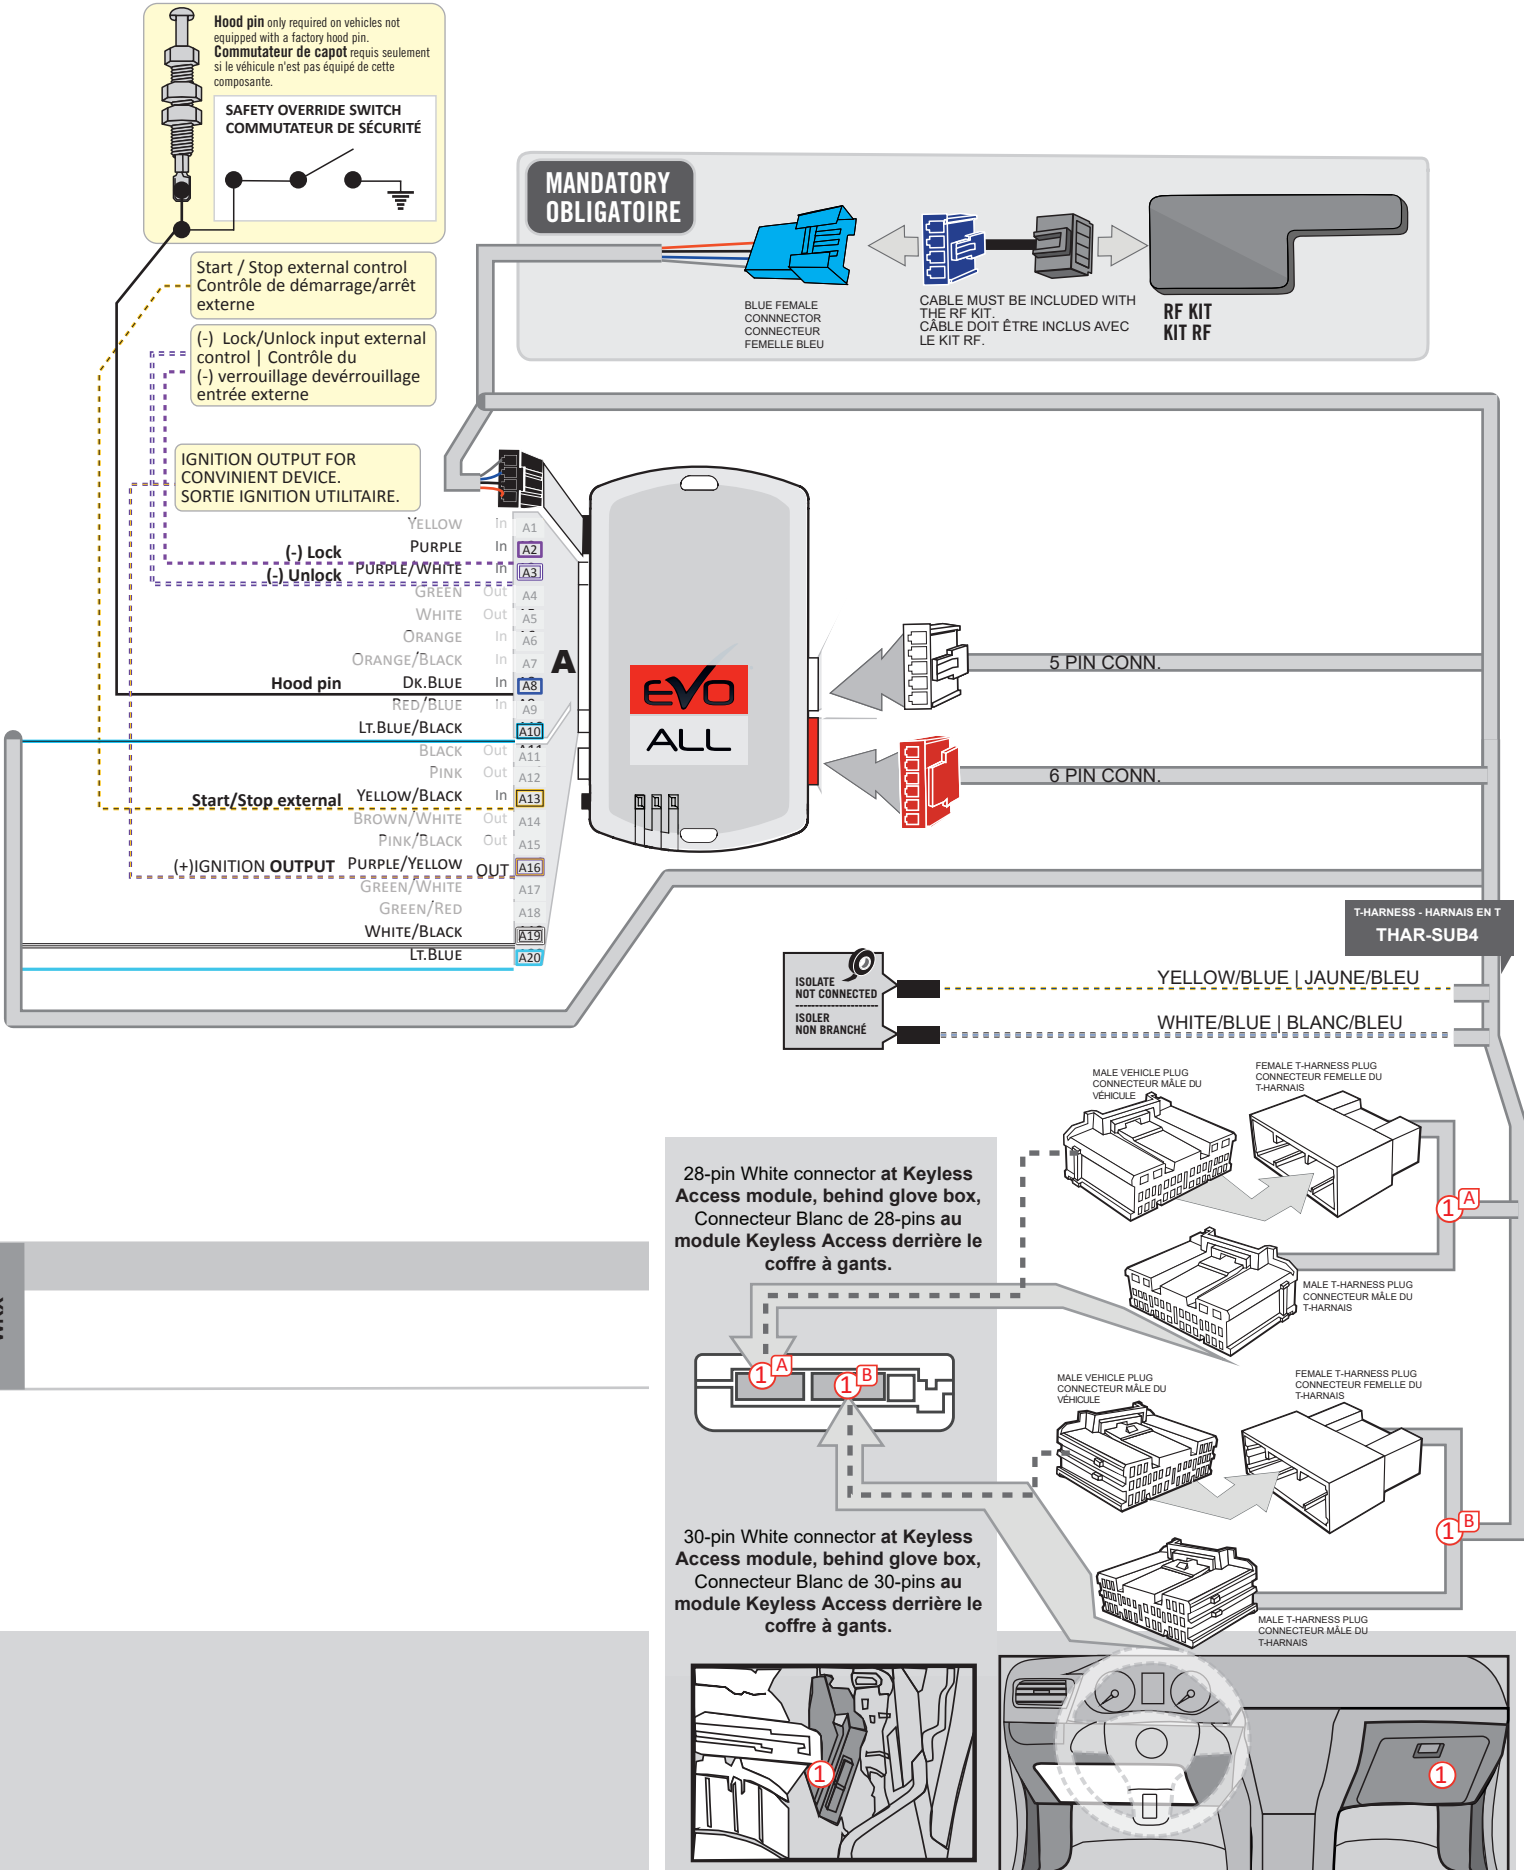 Hood pin only required on vehicles not
equipped with a factory hood pin.
Commutateur de capot requis seulement
si le véhicule n'est pas équipé de cette
composante.
SAFETY OVERRIDE SWITCH
COMMUTATEUR DE SÉCURITÉ
MANDATORY
OBLIGATOIRE
BLUE FEMALE
CONNNECTOR
CONNECTEUR
FEMELLE BLEU
CABLE MUST BE INCLUDED WITH
THE RF KIT.
CÂBLE DOIT ÊTRE INCLUS AVEC
LE KIT RF.
RF KIT
KIT RF
Start / Stop external control
Contrôle de démarrage/arrêt
externe
(-) Lock/Unlock input external
control | Contrôle du
(-) verrouillage devérrouillage
entrée externe
IGNITION OUTPUT FOR
CONVINIENT DEVICE.
SORTIE IGNITION UTILITAIRE.
YELLOW In A1
(-) Lock PURPLE In A2
(-) Unlock PURPLE/WHITE In A3
GREEN Out A4
WHITE Out A5
ORANGE In A6
ORANGE/BLACK In A7
Hood pin DK.BLUE In A8
RED/BLUE In A9
LT.BLUE/BLACK A10
BLACK Out A11
PINK Out A12
Start/Stop external YELLOW/BLACK In A13
BROWN/WHITE Out A14
PINK/BLACK Out A15
(+)IGNITION OUTPUT PURPLE/YELLOW OUT A16
GREEN/WHITE A17
GREEN/RED A18
WHITE/BLACK A19
LT.BLUE A20
A
EVO
ALL
5 PIN CONN.
6 PIN CONN.
T-HARNESS - HARNAIS EN T
THAR-SUB4
ISOLATE
NOT CONNECTED
ISOLER
NON BRANCHÉ
YELLOW/BLUE | JAUNE/BLEU
WHITE/BLUE | BLANC/BLEU
MALE VEHICLE PLUG
CONNECTEUR MÂLE DU
VÉHICULE
FEMALE T-HARNESS PLUG
CONNECTEUR FEMELLE DU
T-HARNAIS
1 A
MALE T-HARNESS PLUG
CONNECTEUR MÂLE DU
T-HARNAIS
28-pin White connector at Keyless
Access module, behind glove box,
Connecteur Blanc de 28-pins au
module Keyless Access derrière le
coffre à gants.
1 A
1 B
MALE VEHICLE PLUG
CONNECTEUR MÂLE DU
VÉHICULE
FEMALE T-HARNESS PLUG
CONNECTEUR FEMELLE DU
T-HARNAIS
1 B
MALE T-HARNESS PLUG
CONNECTEUR MÂLE DU
T-HARNAIS
30-pin White connector at Keyless
Access module, behind glove box,
Connecteur Blanc de 30-pins au
module Keyless Access derrière le
coffre à gants.
1
1